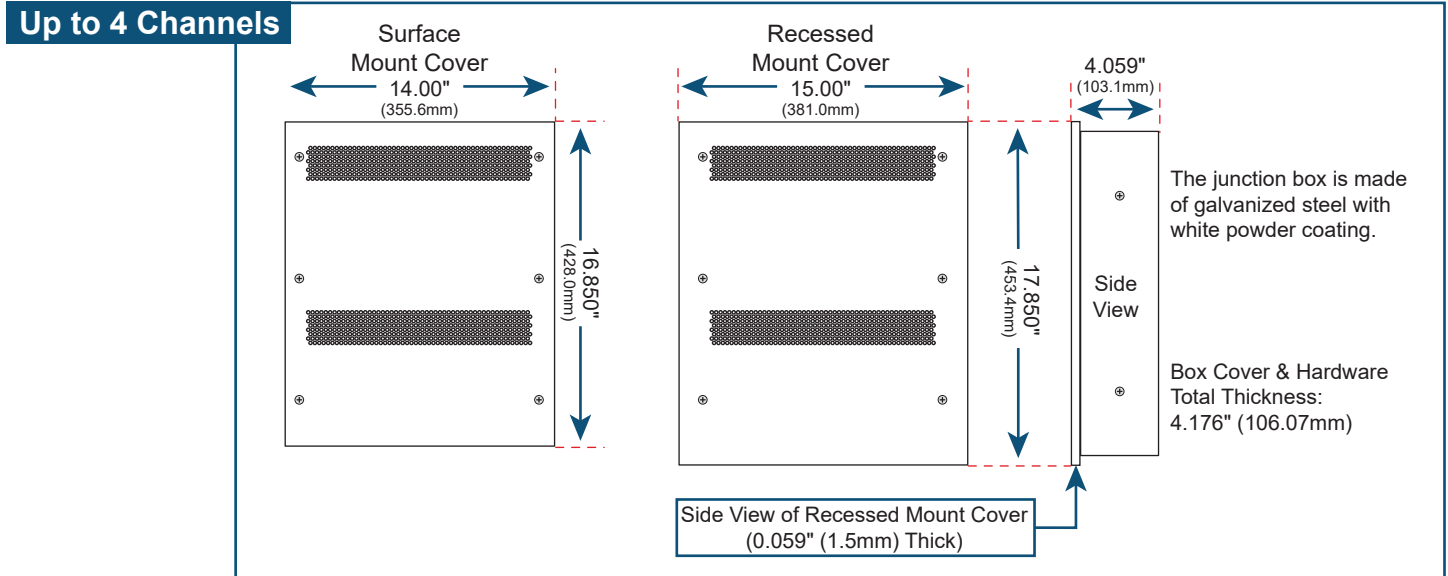 Up to 4 Channels
Surface
Mount Cover
14.00"
(355.6mm)
16.850"
(428.0mm)
Recessed
Mount Cover
15.00"
(381.0mm)
17.850"
(453.4mm)
4.059"
(103.1mm)
Side
View
The junction box is made
of galvanized steel with
white powder coating.
Box Cover & Hardware
Total Thickness:
4.176" (106.07mm)
Side View of Recessed Mount Cover
(0.059" (1.5mm) Thick)